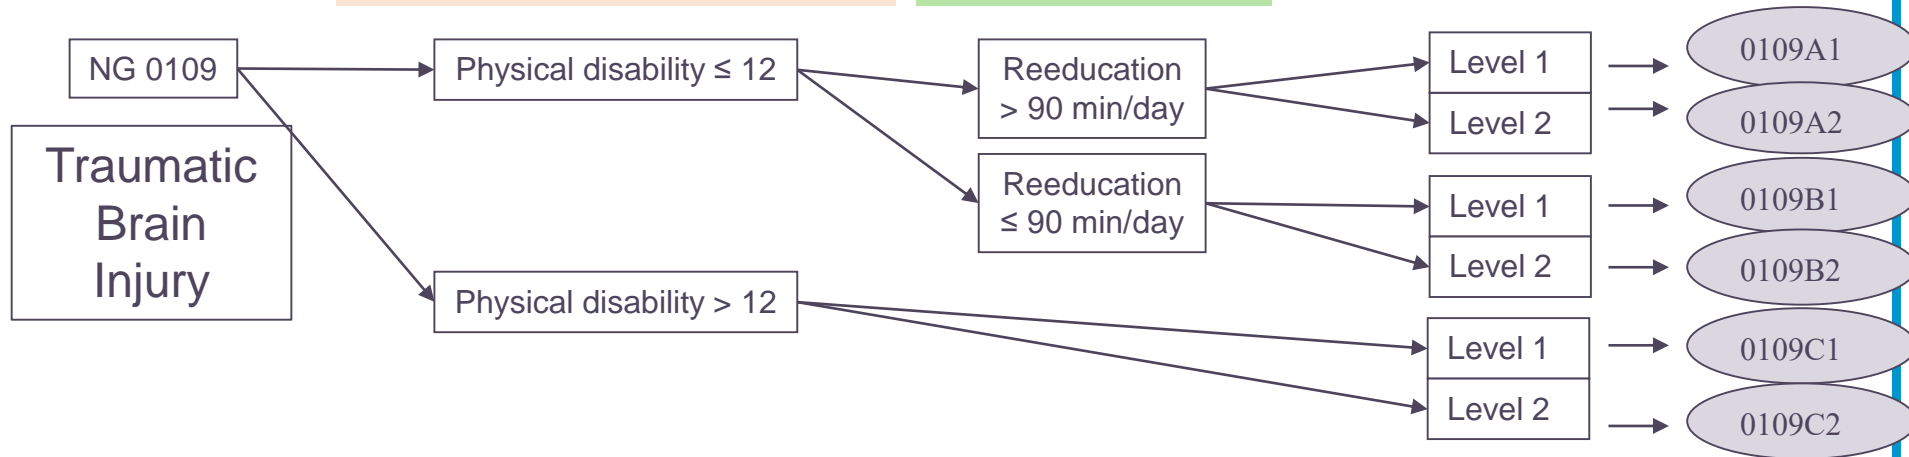 NG 0109
Traumatic
Brain
Injury
Physical disability ≤ 12
Physical disability > 12
Reeducation
> 90 min/day
Reeducation
≤ 90 min/day
Level 1
Level 2
Level 1
Level 2
Level 1
Level 2
0109A1
0109A2
0109B1
0109B2
0109C1
0109C2